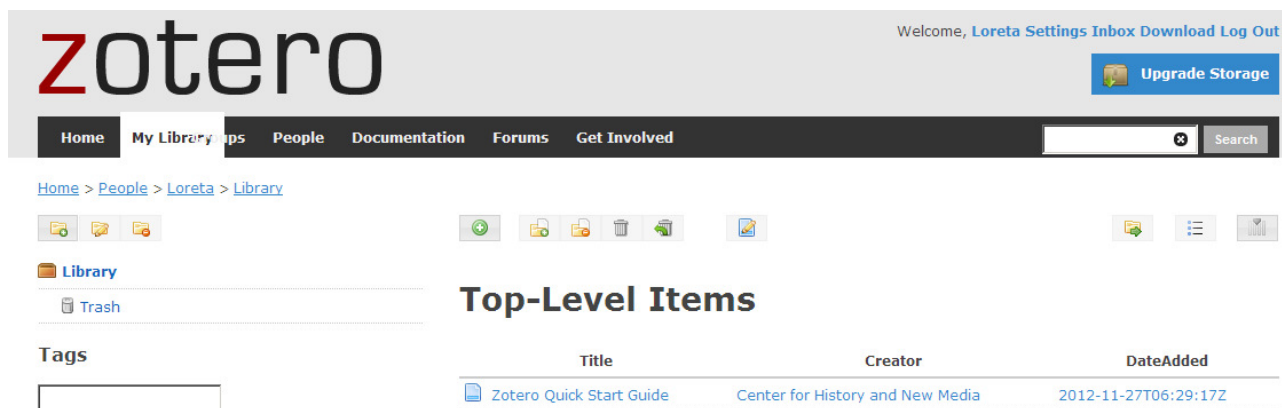 zotero
Welcome, Loreta Settings Inbox Download Log Out
Upgrade Storage
Home My Library ups People Documentation Forums Get Involved
Search
Home > People > Loreta > Library
Library
Trash
Top-Level Items
Tags
Title Creator DateAdded
Zotero Quick Start Guide Center for History and New Media 2012-11-27T06:29:17Z